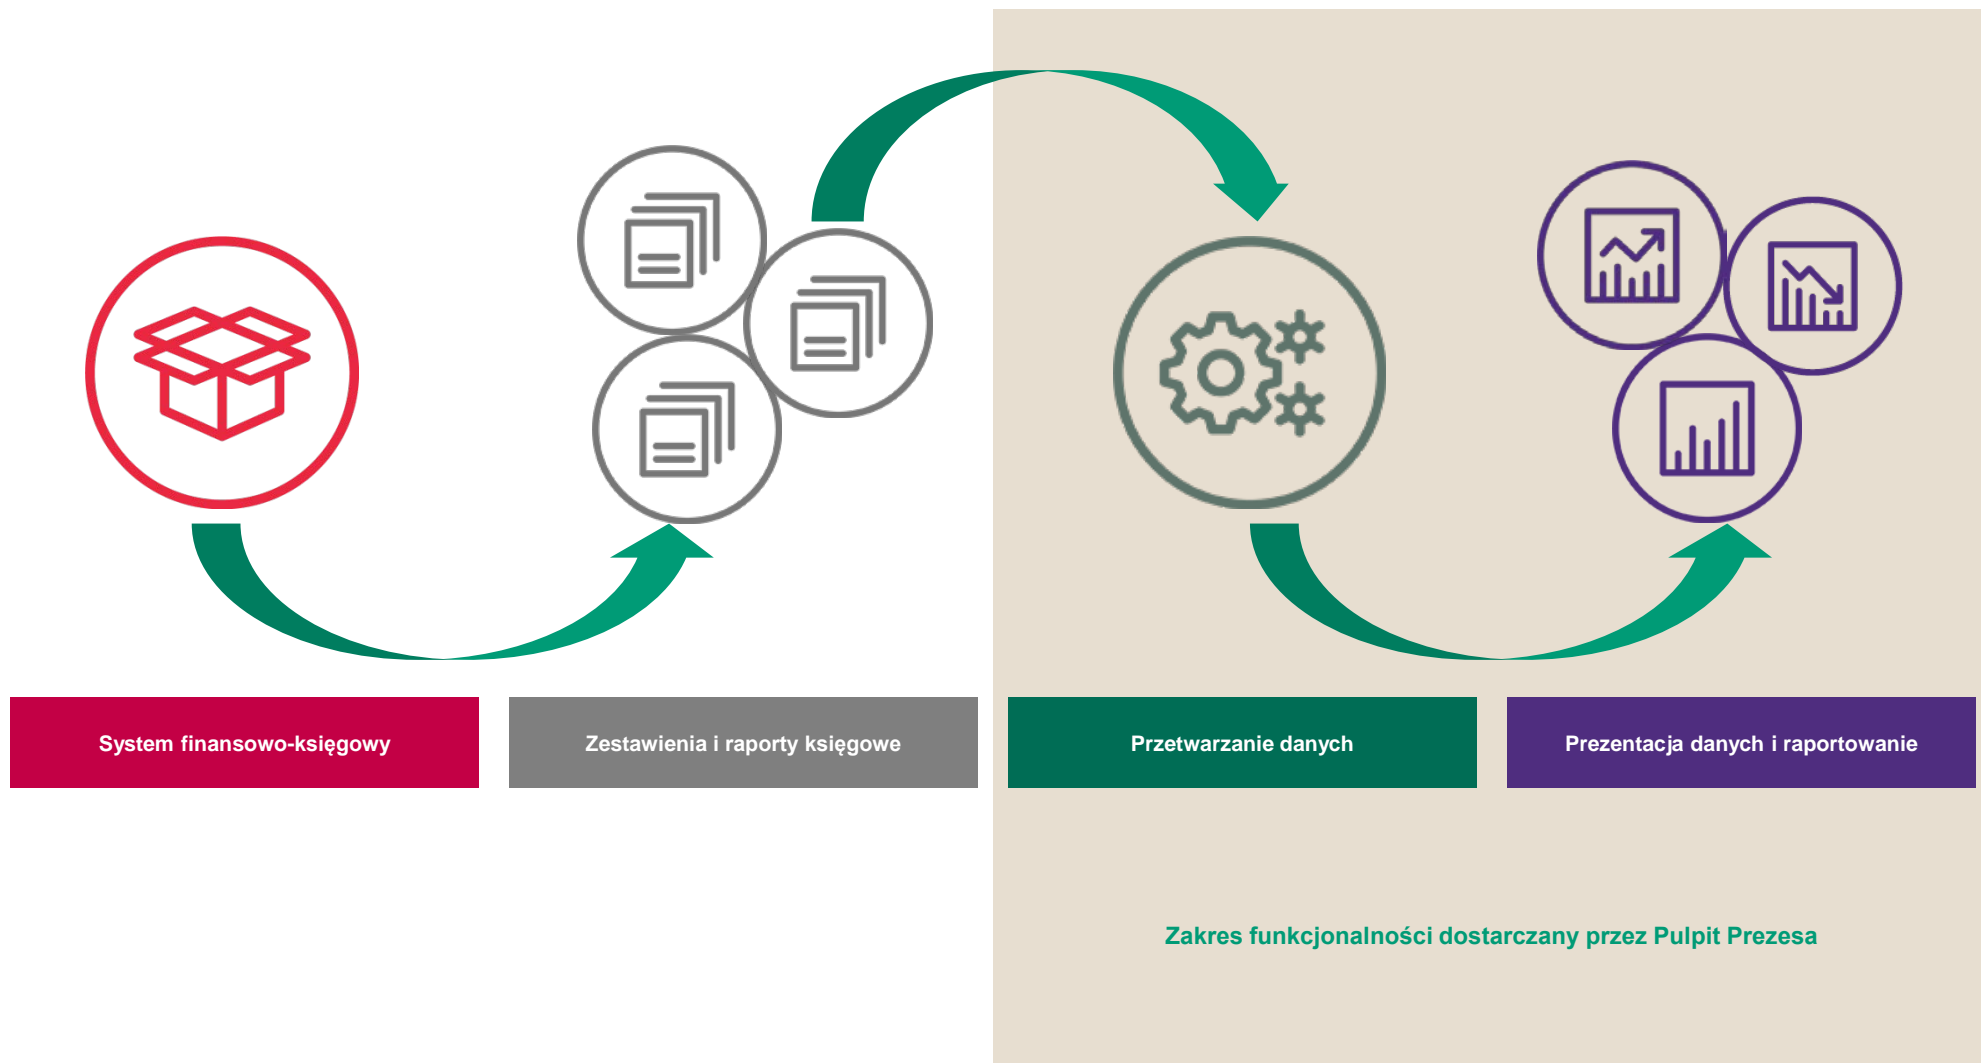 System finansowo-księgowy
Zestawienia i raporty księgowe
Przetwarzanie danych
Prezentacja danych i raportowanie
Zakres funkcjonalności dostarczany przez Pulpit Prezesa